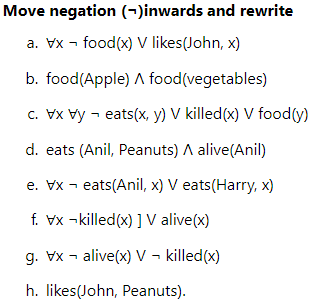 Move negation (¬)inwards and rewrite
a. ∀x ¬ food(x) V likes(John, x)
b. food(Apple) Λ food(vegetables)
c. ∀x ∀y ¬ eats(x, y) V killed(x) V food(y)
d. eats (Anil, Peanuts) Λ alive(Anil)
e. ∀x ¬ eats(Anil, x) V eats(Harry, x)
f. ∀x ¬killed(x) ] V alive(x)
g. ∀x ¬ alive(x) V ¬ killed(x)
h. likes(John, Peanuts).